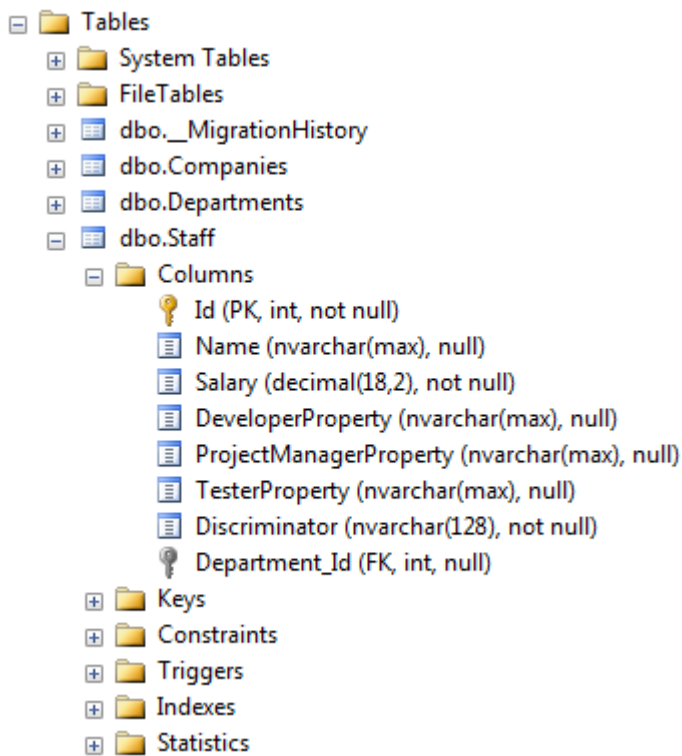 Tables
System Tables
FileTables
dbo.__MigrationHistory
dbo.Companies
dbo.Departments
dbo.Staff
Columns
Id (PK, int, not null)
Name (nvarchar(max), null)
Salary (decimal(18,2), not null)
DeveloperProperty (nvarchar(max), null)
ProjectManagerProperty (nvarchar(max), null)
TesterProperty (nvarchar(max), null)
Discriminator (nvarchar(128), not null)
Department_Id (FK, int, null)
Keys
Constraints
Triggers
Indexes
Statistics